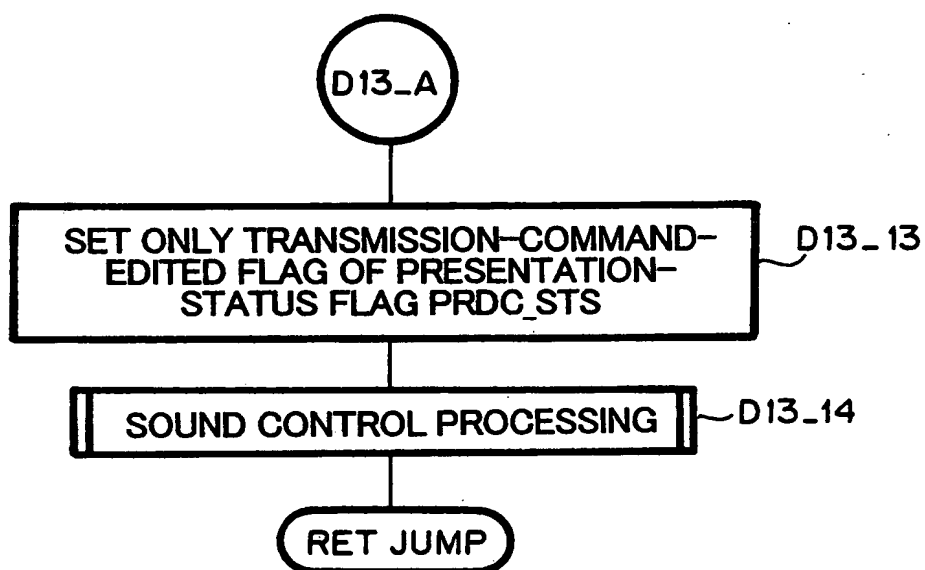 D13_A
SET ONLY TRANSMISSION-COMMAND-
EDITED FLAG OF PRESENTATION-
STATUS FLAG PRDC_STS
D13_13
SOUND CONTROL PROCESSING
D13_14
RET JUMP